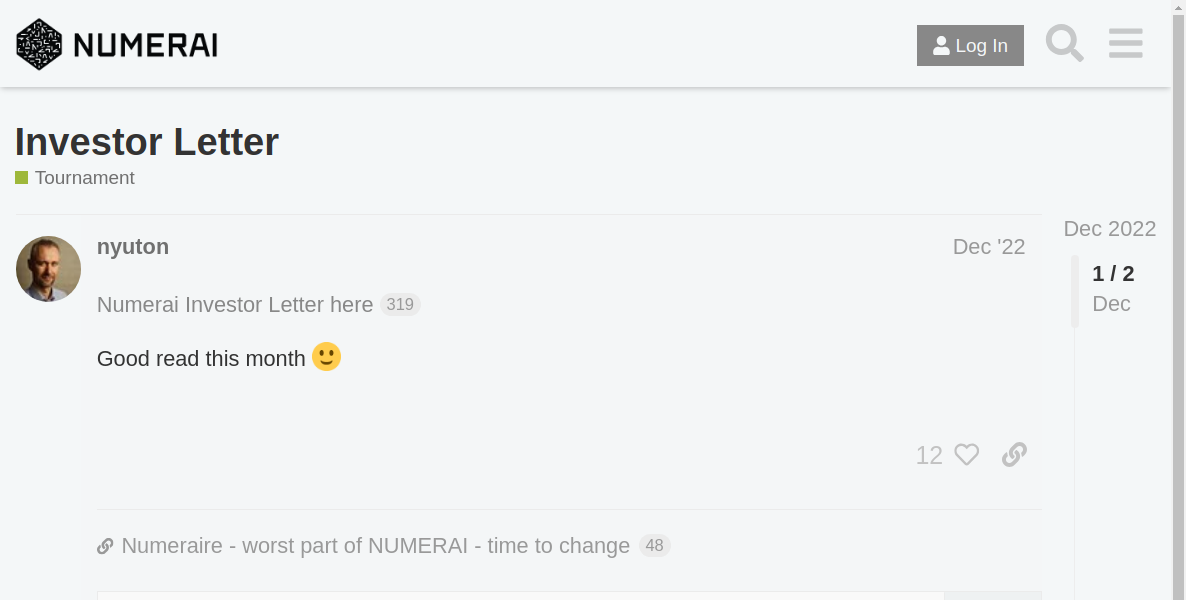 NUMERAI
Log In
Investor Letter
Tournament
nyuton
Dec '22
Dec 2022
1 / 2
Dec
Numerai Investor Letter here 319
Good read this month
12
Numeraire - worst part of NUMERAI - time to change 48